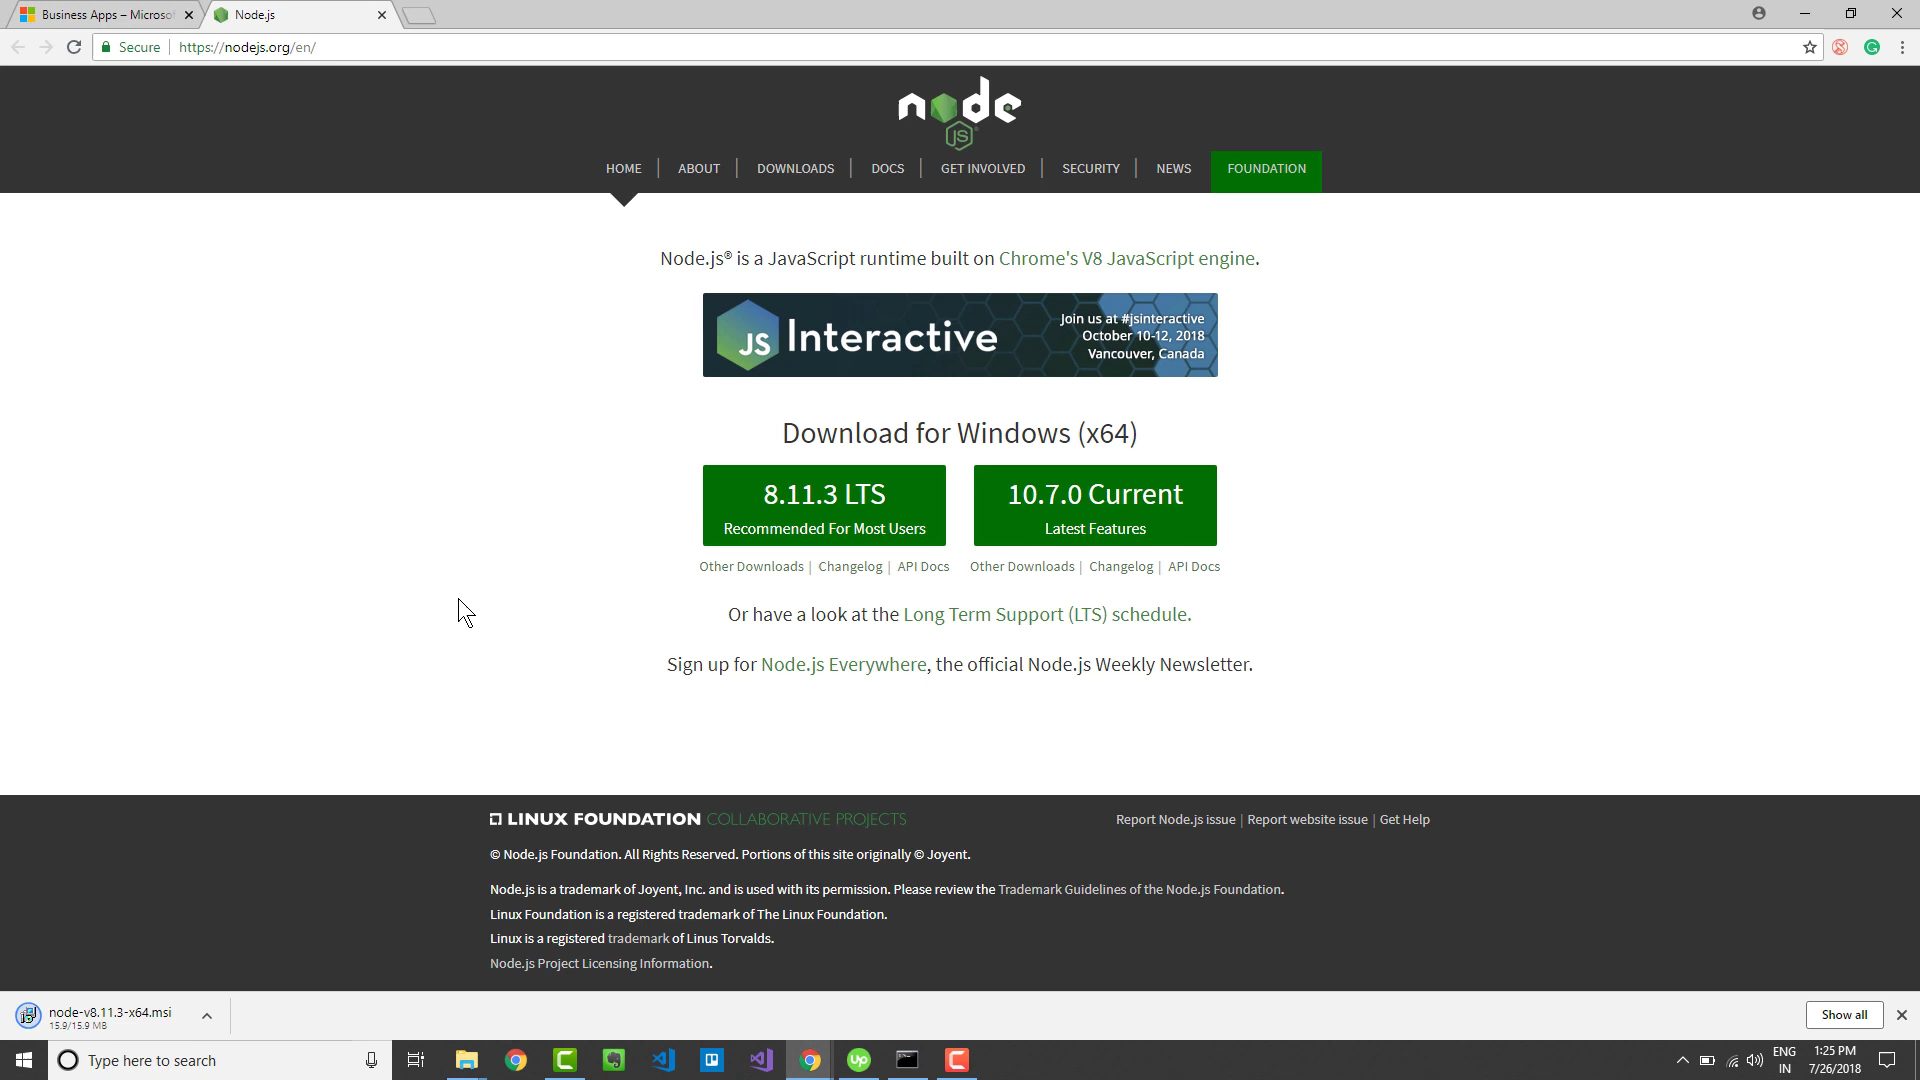 Business Apps – Microso
Node.js
Secure
https://nodejs.org/en/
node
JS
HOME
ABOUT
DOWNLOADS
DOCS
GET INVOLVED
SECURITY
NEWS
FOUNDATION
Node.js® is a JavaScript runtime built on Chrome's V8 JavaScript engine.
JS Interactive
Join us at #jsinteractive
October 10-12, 2018
Vancouver, Canada
Download for Windows (x64)
8.11.3 LTS
Recommended For Most Users
10.7.0 Current
Latest Features
Other Downloads | Changelog | API Docs
Other Downloads | Changelog | API Docs
Or have a look at the Long Term Support (LTS) schedule.
Sign up for Node.js Everywhere, the official Node.js Weekly Newsletter.
LINUX FOUNDATION COLLABORATIVE PROJECTS
Report Node.js issue | Report website issue | Get Help
© Node.js Foundation. All Rights Reserved. Portions of this site originally © Joyent.
Node.js is a trademark of Joyent, Inc. and is used with its permission. Please review the Trademark Guidelines of the Node.js Foundation.
Linux Foundation is a registered trademark of The Linux Foundation.
Linux is a registered trademark of Linus Torvalds.
Node.js Project Licensing Information.
node-v8.11.3-x64.msi
15.9/15.9 MB
Show all
Type here to search
Up
ENG
IN
1:25 PM
7/26/2018